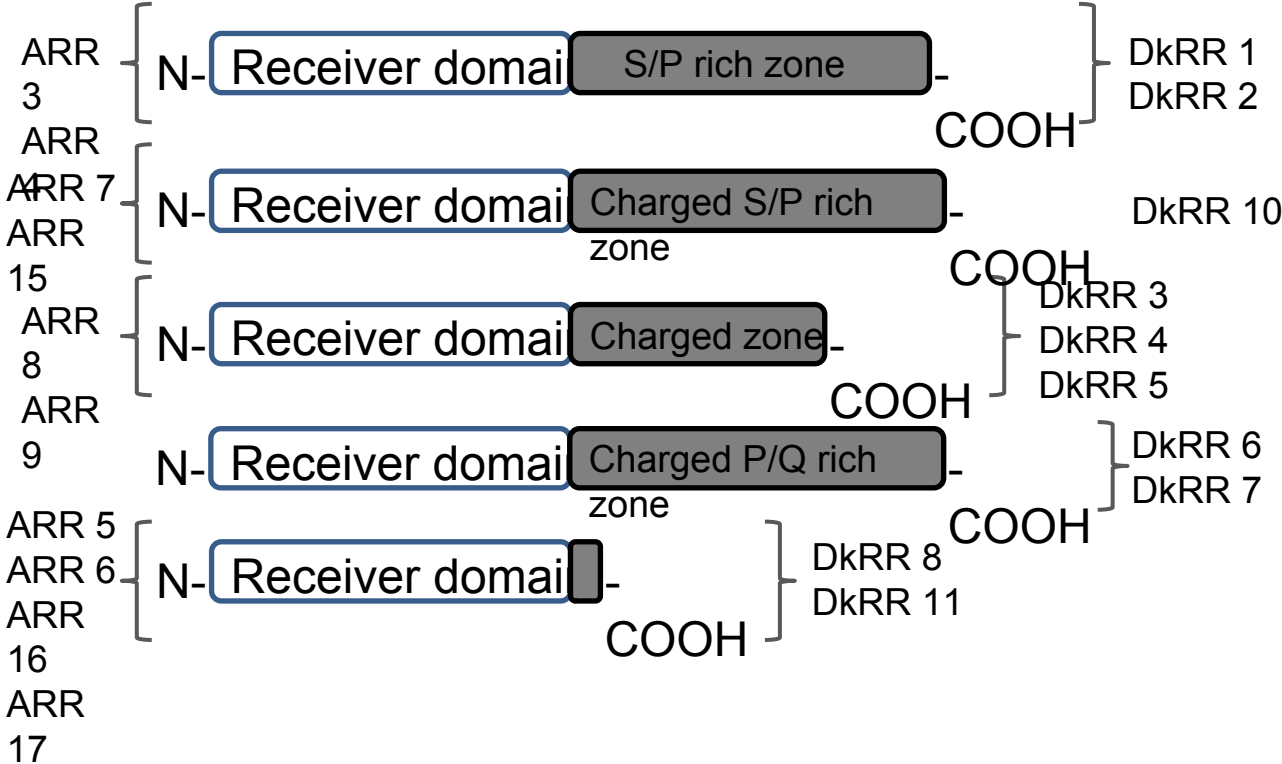 ARR
3
ARR
4
N-
Receiver domai
S/P rich zone
-
COOH
DkRR 1
DkRR 2
ARR 7
ARR
15
N-
Receiver domai
Charged S/P rich
zone
-
COOH
DkRR 10
ARR
8
ARR
9
N-
Receiver domai
Charged zone
-
COOH
DkRR 3
DkRR 4
DkRR 5
N-
Receiver domai
Charged P/Q rich
zone
-
COOH
DkRR 6
DkRR 7
ARR 5
ARR 6
ARR
16
ARR
17
N-
Receiver domai
-
COOH
DkRR 8
DkRR 11